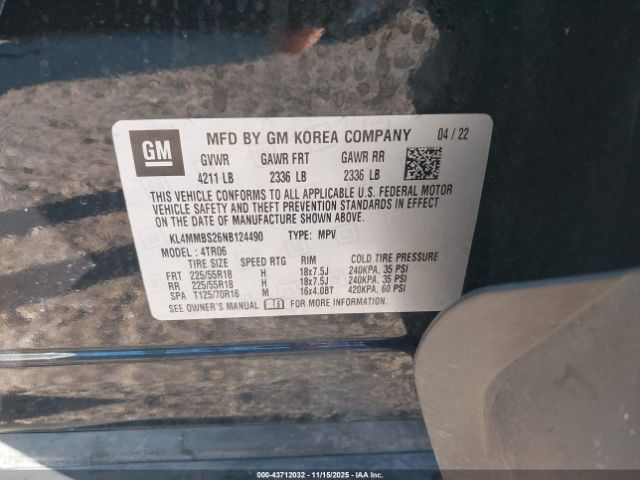 GM
MFD BY GM KOREA COMPANY 04 / 22
GVWR GAWR FRT GAWR RR
4211 LB 2336 LB 2336 LB
THIS VEHICLE CONFORMS TO ALL APPLICABLE U.S. FEDERAL MOTOR
VEHICLE SAFETY AND THEFT PREVENTION STANDARDS IN EFFECT
ON THE DATE OF MANUFACTURE SHOWN ABOVE.
KL4MMBS26NB124490 TYPE: MPV
MODEL : 4TR06
TIRE SIZE SPEED RTG RIM COLD TIRE PRESSURE
FRT 225/55R18 H 18x7.5J 240KPA, 35 PSI
RR 225/55R18 H 18x7.5J 240KPA, 35 PSI
SPA T125/70R16 M 16x4.0BT 420KPA, 60 PSI
SEE OWNER'S MANUAL FOR MORE INFORMATION
000-43712032 - 11/15/2025 - IAAI Inc.